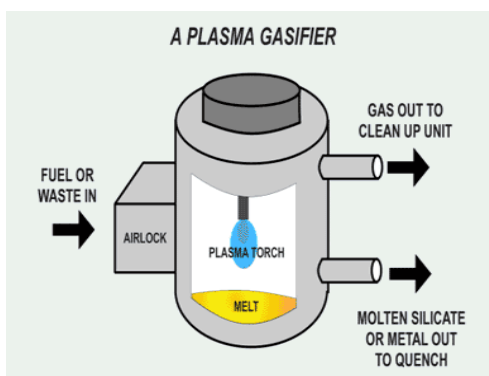 A PLASMA GASIFIER
GAS OUT TO
CLEAN UP UNIT
FUEL OR
WASTE IN
AIRLOCK
PLASMA TORCH
MELT
MOLTEN SILICATE
OR METAL OUT
TO QUENCH